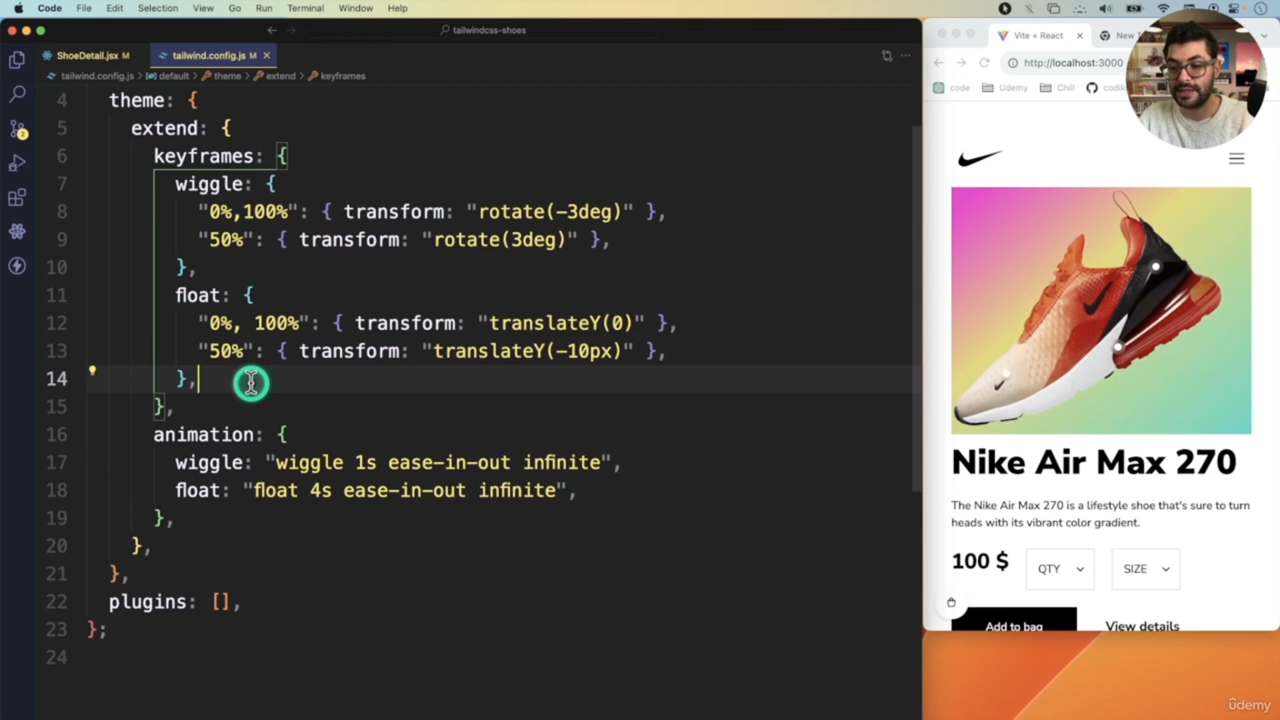 Code File Edit Selection View Go Run Terminal Window Help
tailwindcss-shoes
ShoeDetail.jsx M
tailwind.config.js M
tailwind.config.js > default > theme > extend > keyframes
4 theme: {
5 extend: {
6 keyframes: {
7 wiggle: {
8 "0%,100%": { transform: "rotate(-3deg)" },
9 "50%": { transform: "rotate(3deg)" },
10 },
11 float: {
12 "0%, 100%": { transform: "translateY(0)" },
13 "50%": { transform: "translateY(-10px)" },
14 },
15 },
16 animation: {
17 wiggle: "wiggle 1s ease-in-out infinite",
18 float: "float 4s ease-in-out infinite",
19 },
20 },
21 },
22 plugins: [],
23 };
24
2
Vite + React
New
http://localhost:3000
code Udemy Chill
Nike Air Max 270
The Nike Air Max 270 is a lifestyle shoe that's sure to turn
heads with its vibrant color gradient.
100 $ QTY SIZE
Add to bag View details
ûdemy